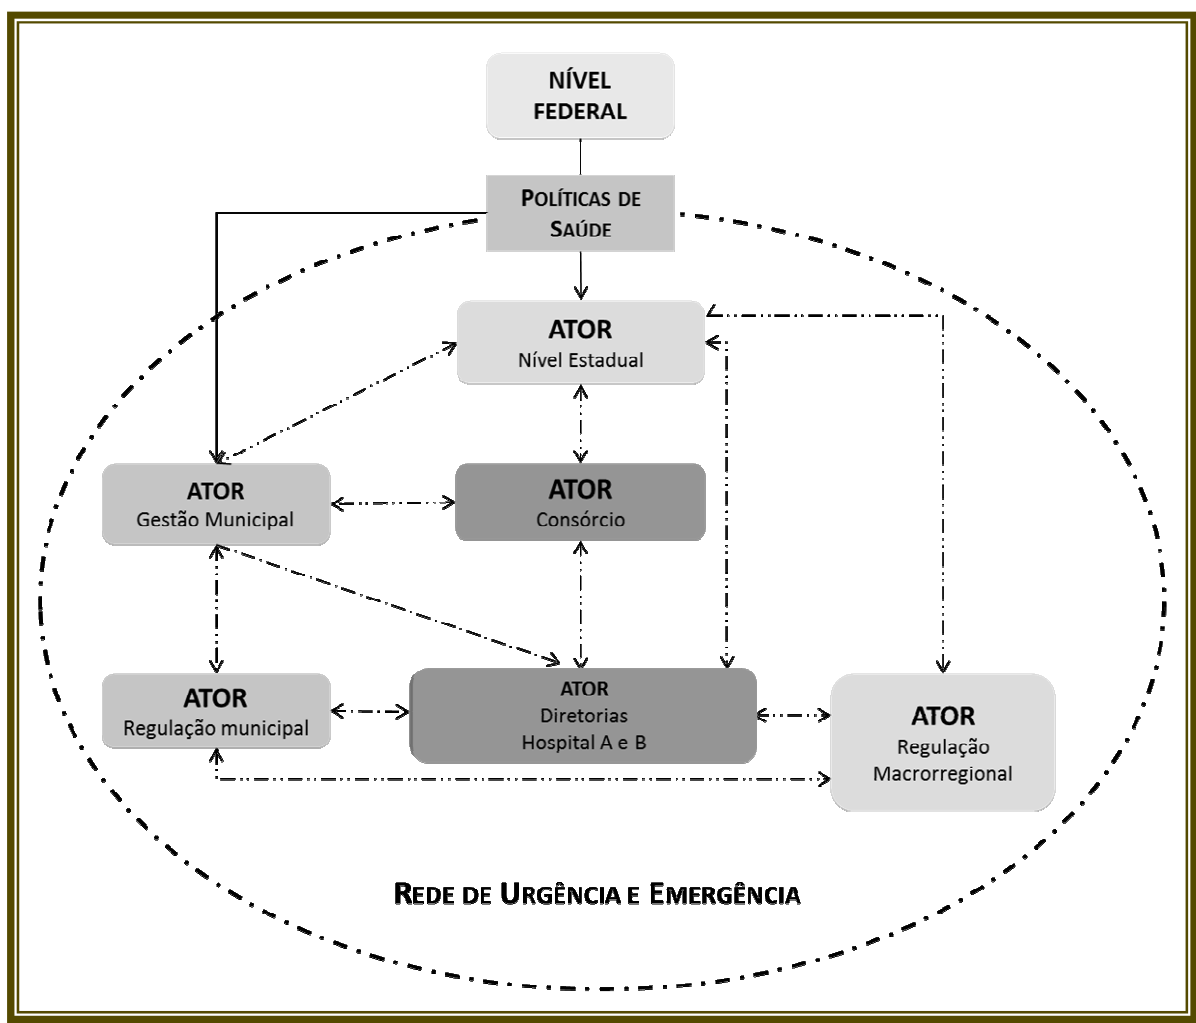 NÍVEL
FEDERAL
POLÍTICAS DE
SAÚDE
ATOR
Nível Estadual
ATOR
Gestão Municipal
ATOR
Consórcio
ATOR
Regulação municipal
ATOR
Diretorias
Hospital A e B
ATOR
Regulação
Macrorregional
REDE DE URGÊNCIA E EMERGÊNCIA